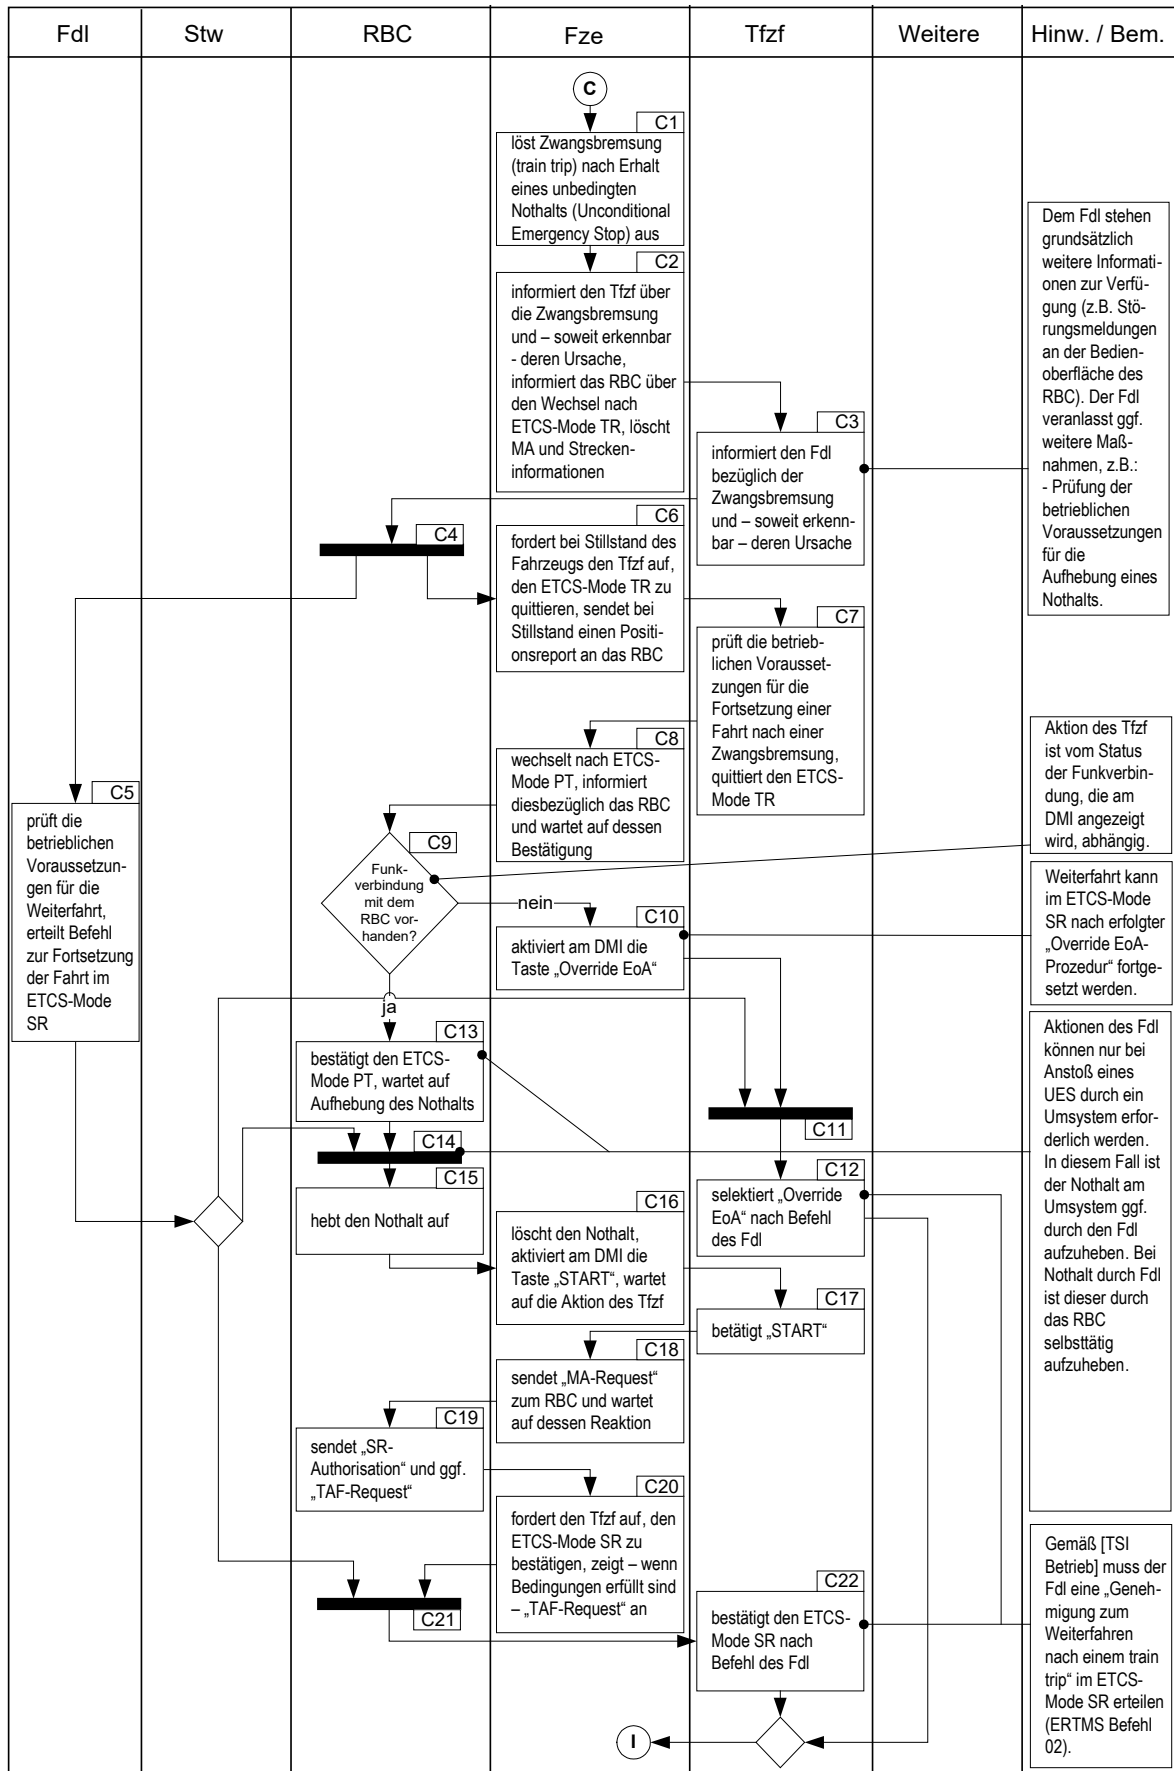 Fdl
Stw
RBC
Fze
Tfzf
Weitere
Hinw. / Bem.
C
C1
löst Zwangsbremsung
(train trip) nach Erhalt
eines unbedingten
Nothalts (Unconditional
Emergency Stop) aus
C2
informiert den Tfzf über
die Zwangsbremsung
und – soweit erkennbar
- deren Ursache,
informiert das RBC über
den Wechsel nach
ETCS-Mode TR, löscht
MA und Strecken-
informationen
Dem Fdl stehen
grundsätzlich
weitere Informati-
onen zur Verfü-
gung (z.B. Stö-
rungsmeldungen
an der Bedien-
oberfläche des
RBC). Der Fdl
veranlasst ggf.
weitere Maß-
nahmen, z.B.:
- Prüfung der
betrieblichen
Voraussetzungen
für die
Aufhebung eines
Nothalts.
C3
informiert den Fdl
bezüglich der
Zwangsbremsung
und – soweit erkenn-
bar – deren Ursache
C4
C6
fordert bei Stillstand des
Fahrzeugs den Tfzf auf,
den ETCS-Mode TR zu
quittieren, sendet bei
Stillstand einen Positi-
onsreport an das RBC
C7
prüft die betrieb-
lichen Vorausset-
zungen für die
Fortsetzung einer
Fahrt nach einer
Zwangsbremsung,
quittiert den ETCS-
Mode TR
C8
wechselt nach ETCS-
Mode PT, informiert
diesbezüglich das RBC
und wartet auf dessen
Bestätigung
Aktion des Tfzf
ist vom Status
der Funkverbin-
dung, die am
DMI angezeigt
wird, abhängig.
C5
prüft die
betrieblichen
Voraussetzun-
gen für die
Weiterfahrt,
erteilt Befehl
zur Fortsetzung
der Fahrt im
ETCS-Mode
SR
C9
Funk-
verbindung
mit dem
RBC vor-
handen?
nein
ja
C10
aktiviert am DMI die
Taste „Override EoA“
Weiterfahrt kann
im ETCS-Mode
SR nach erfolgter
„Override EoA-
Prozedur“ fortge-
setzt werden.
C13
bestätigt den ETCS-
Mode PT, wartet auf
Aufhebung des Nothalts
C11
Aktionen des Fdl
können nur bei
Anstoß eines
UES durch ein
Umsystem erfor-
derlich werden.
In diesem Fall ist
der Nothalt am
Umsystem ggf.
durch den Fdl
aufzuheben. Bei
Nothalt durch Fdl
ist dieser durch
das RBC
selbsttätig
aufzuheben.
C14
C15
hebt den Nothalt auf
C12
selektiert „Override
EoA“ nach Befehl
des Fdl
C16
löscht den Nothalt,
aktiviert am DMI die
Taste „START“, wartet
auf die Aktion des Tfzf
C17
betätigt „START“
C18
sendet „MA-Request“
zum RBC und wartet
auf dessen Reaktion
C19
sendet „SR-
Authorisation“ und ggf.
„TAF-Request“
C20
fordert den Tfzf auf, den
ETCS-Mode SR zu
bestätigen, zeigt – wenn
Bedingungen erfüllt sind
– „TAF-Request“ an
C21
C22
bestätigt den ETCS-
Mode SR nach
Befehl des Fdl
Gemäß [TSI
Betrieb] muss der
Fdl eine „Geneh-
migung zum
Weiterfahren
nach einem train
trip“ im ETCS-
Mode SR erteilen
(ERTMS Befehl
02).
I